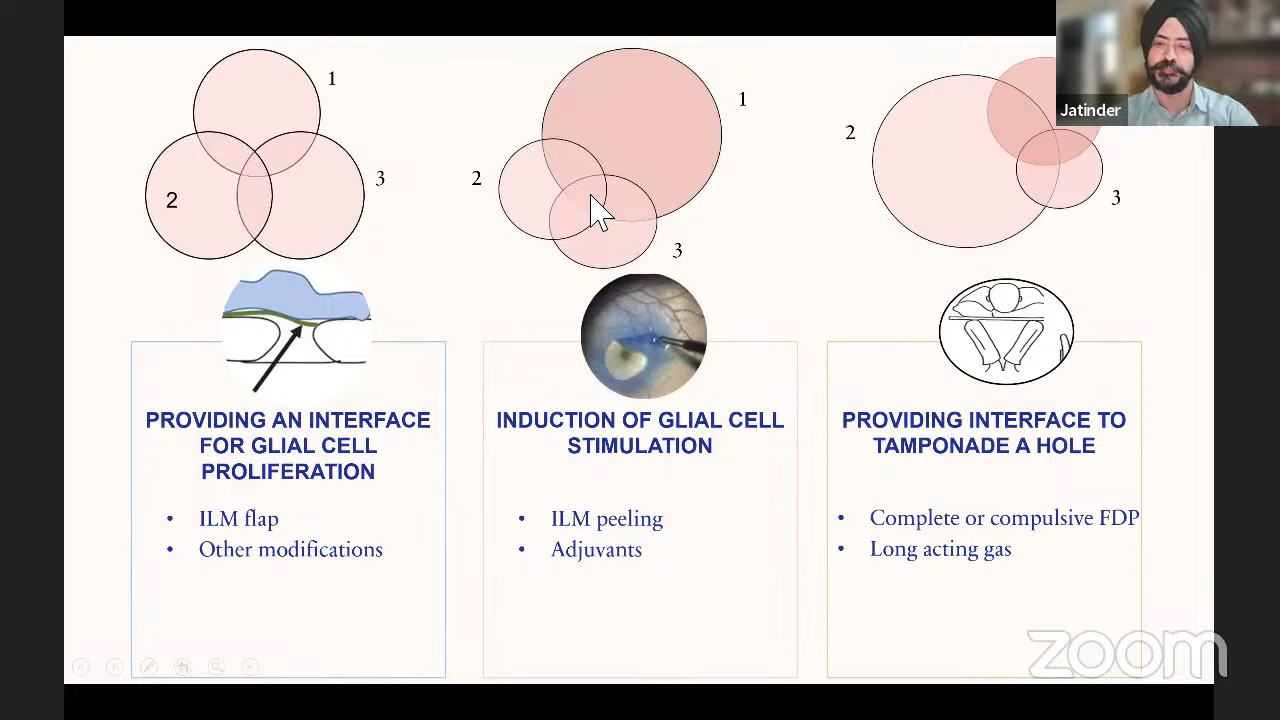 1
2
3
1
2
3
2
3
Jatinder
PROVIDING AN INTERFACE
FOR GLIAL CELL
PROLIFERATION
• ILM flap
• Other modifications
INDUCTION OF GLIAL CELL
STIMULATION
• ILM peeling
• Adjuvants
PROVIDING INTERFACE TO
TAMPONADE A HOLE
• Complete or compulsive FDP
• Long acting gas
zoom